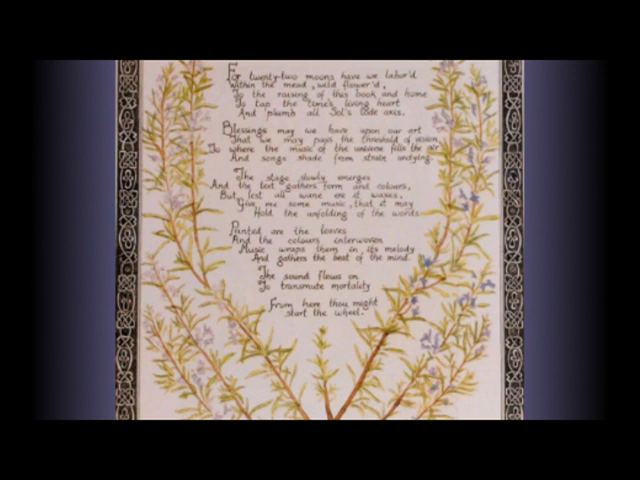 For twenty-two moons have we labor'd
Within the mead, wild flower'd,
To the raising of this book and home
To tap the time's living heart
And plumb all Sol's lode axis.
Blessings may we have upon our art
That we may pass the threshold of
To where the music of the universe fills the air
And songs shade from strain undying.
The stage slowly emerges
And the text gathers form and colours,
But lest all wane ere it waxes,
Give me some music, that it may
Hold the unfolding of the words
Painted are the leaves
And the colours interwoven
Music wraps them in its melody
And gathers the beat of the mind.
The sound flows on
To transmute mortality
From here thou might
start the wheel.